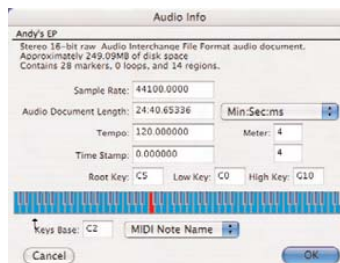 Audio Info
Andy's EP
Stereo 16-bit raw Audio Interchange File Format audio document.
Approximately 249.09MB of disk space
Contains 28 markers, 0 loops, and 14 regions.
Sample Rate: 44100.0000
Audio Document Length: 24:40.65336 Min:Sec:ms
Tempo: 120.000000 Meter: 4
Time Stamp: 0.000000 4
Root Key: C5 Low Key: C0 High Key: G10
Keys Base: C2 MIDI Note Name
Cancel OK